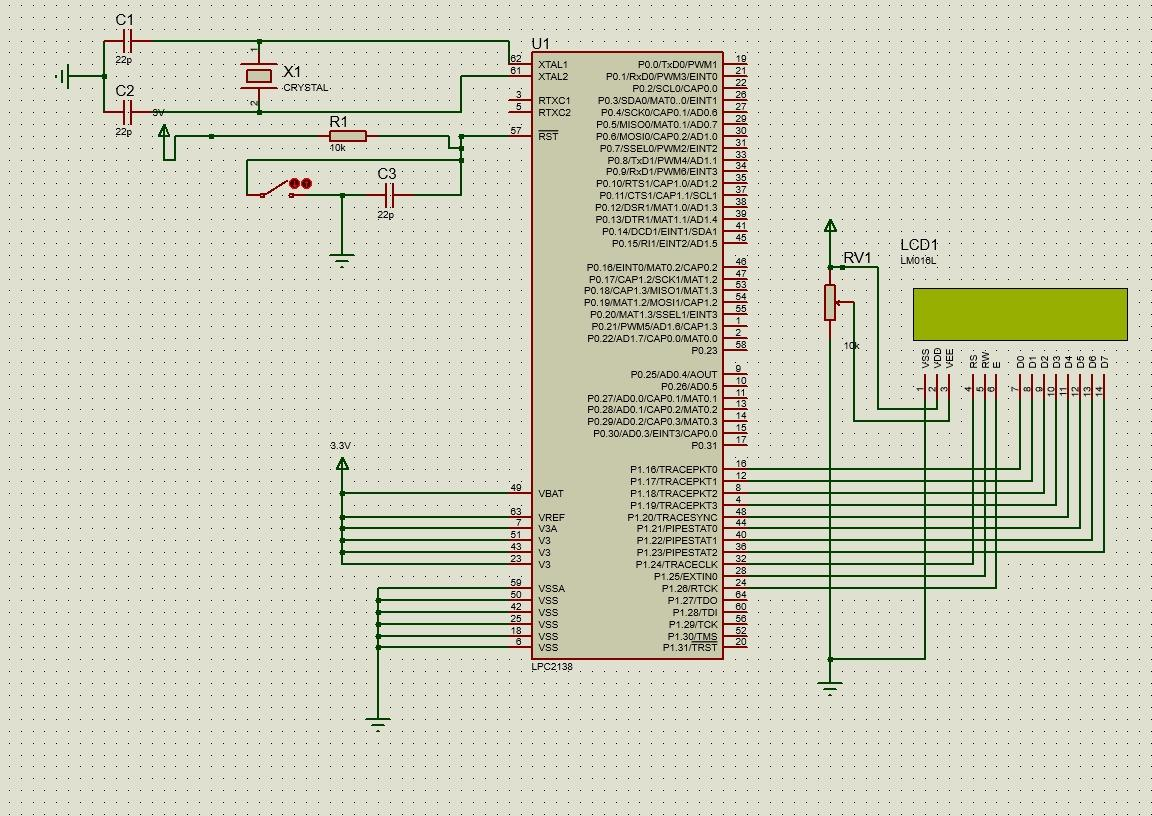 C1
22p
X1
CRYSTAL
1
2
C2
22p
3V
R1
10k
C3
22p
3.3V
U1
62 XTAL1
61 XTAL2
3 RTXC1
5 RTXC2
57 RST
49 VBAT
63 VREF
7 V3A
51 V3
43 V3
23 V3
59 VSSA
50 VSS
42 VSS
25 VSS
18 VSS
6 VSS
P0.0/TxD0/PWM1 19
P0.1/RxD0/PWM3/EINT0 21
P0.2/SCL0/CAP0.0 22
P0.3/SDA0/MAT0..0/EINT1 26
P0.4/SCK0/CAP0.1/AD0.6 27
P0.5/MISO0/MAT0.1/AD0.7 29
P0.6/MOSI0/CAP0.2/AD1.0 30
P0.7/SSEL0/PWM2/EINT2 31
P0.8/TxD1/PWM4/AD1.1 33
P0.9/RxD1/PWM6/EINT3 34
P0.10/RTS1/CAP1.0/AD1.2 35
P0.11/CTS1/CAP1.1/SCL1 37
P0.12/DSR1/MAT1.0/AD1.3 38
P0.13/DTR1/MAT1.1/AD1.4 39
P0.14/DCD1/EINT1/SDA1 41
P0.15/RI1/EINT2/AD1.5 45
P0.16/EINT0/MAT0.2/CAP0.2 46
P0.17/CAP1.2/SCK1/MAT1.2 47
P0.18/CAP1.3/MISO1/MAT1.3 53
P0.19/MAT1.2/MOSI1/CAP1.2 54
P0.20/MAT1.3/SSEL1/EINT3 55
P0.21/PWM5/AD1.6/CAP1.3 1
P0.22/AD1.7/CAP0.0/MAT0.0 2
P0.23 58
P0.25/AD0.4/AOUT 9
P0.26/AD0.5 10
P0.27/AD0.0/CAP0.1/MAT0.1 11
P0.28/AD0.1/CAP0.2/MAT0.2 13
P0.29/AD0.2/CAP0.3/MAT0.3 14
P0.30/AD0.3/EINT3/CAP0.0 15
P0.31 17
P1.16/TRACEPKT0 16
P1.17/TRACEPKT1 12
P1.18/TRACEPKT2 8
P1.19/TRACEPKT3 4
P1.20/TRACESYNC 48
P1.21/PIPESTAT0 44
P1.22/PIPESTAT1 40
P1.23/PIPESTAT2 36
P1.24/TRACECLK 32
P1.25/EXTIN0 28
P1.26/RTCK 24
P1.27/TDO 64
P1.28/TDI 60
P1.29/TCK 56
P1.30/TMS 52
P1.31/TRST 20
LPC2138
RV1
10k
LCD1
LM016L
VSS VDD VEE RS RW E D0 D1 D2 D3 D4 D5 D6 D7
1 2 3 4 5 6 7 8 9 10 11 12 13 14